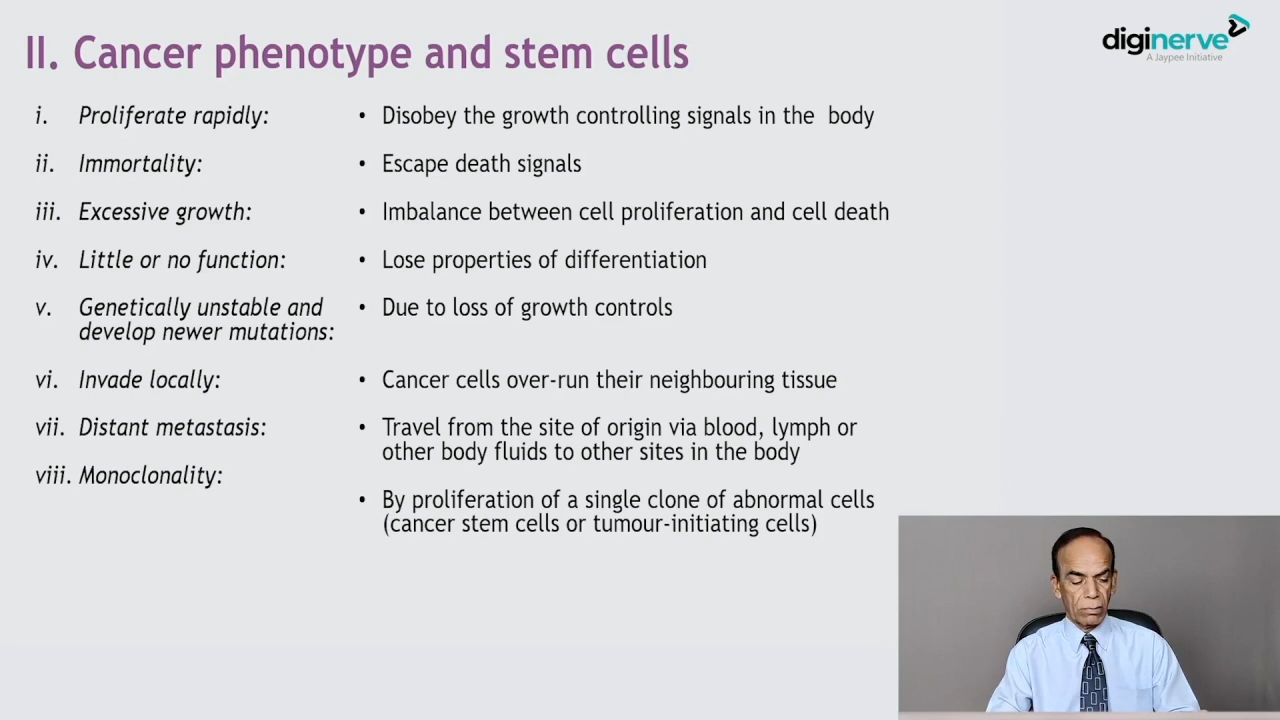 II. Cancer phenotype and stem cells
diginerve
A Jaypee Initiative
i. Proliferate rapidly: • Disobey the growth controlling signals in the body
ii. Immortality: • Escape death signals
iii. Excessive growth: • Imbalance between cell proliferation and cell death
iv. Little or no function: • Lose properties of differentiation
v. Genetically unstable and • Due to loss of growth controls
develop newer mutations:
vi. Invade locally: • Cancer cells over-run their neighbouring tissue
vii. Distant metastasis: • Travel from the site of origin via blood, lymph or
other body fluids to other sites in the body
viii. Monoclonality:
• By proliferation of a single clone of abnormal cells
(cancer stem cells or tumour-initiating cells)